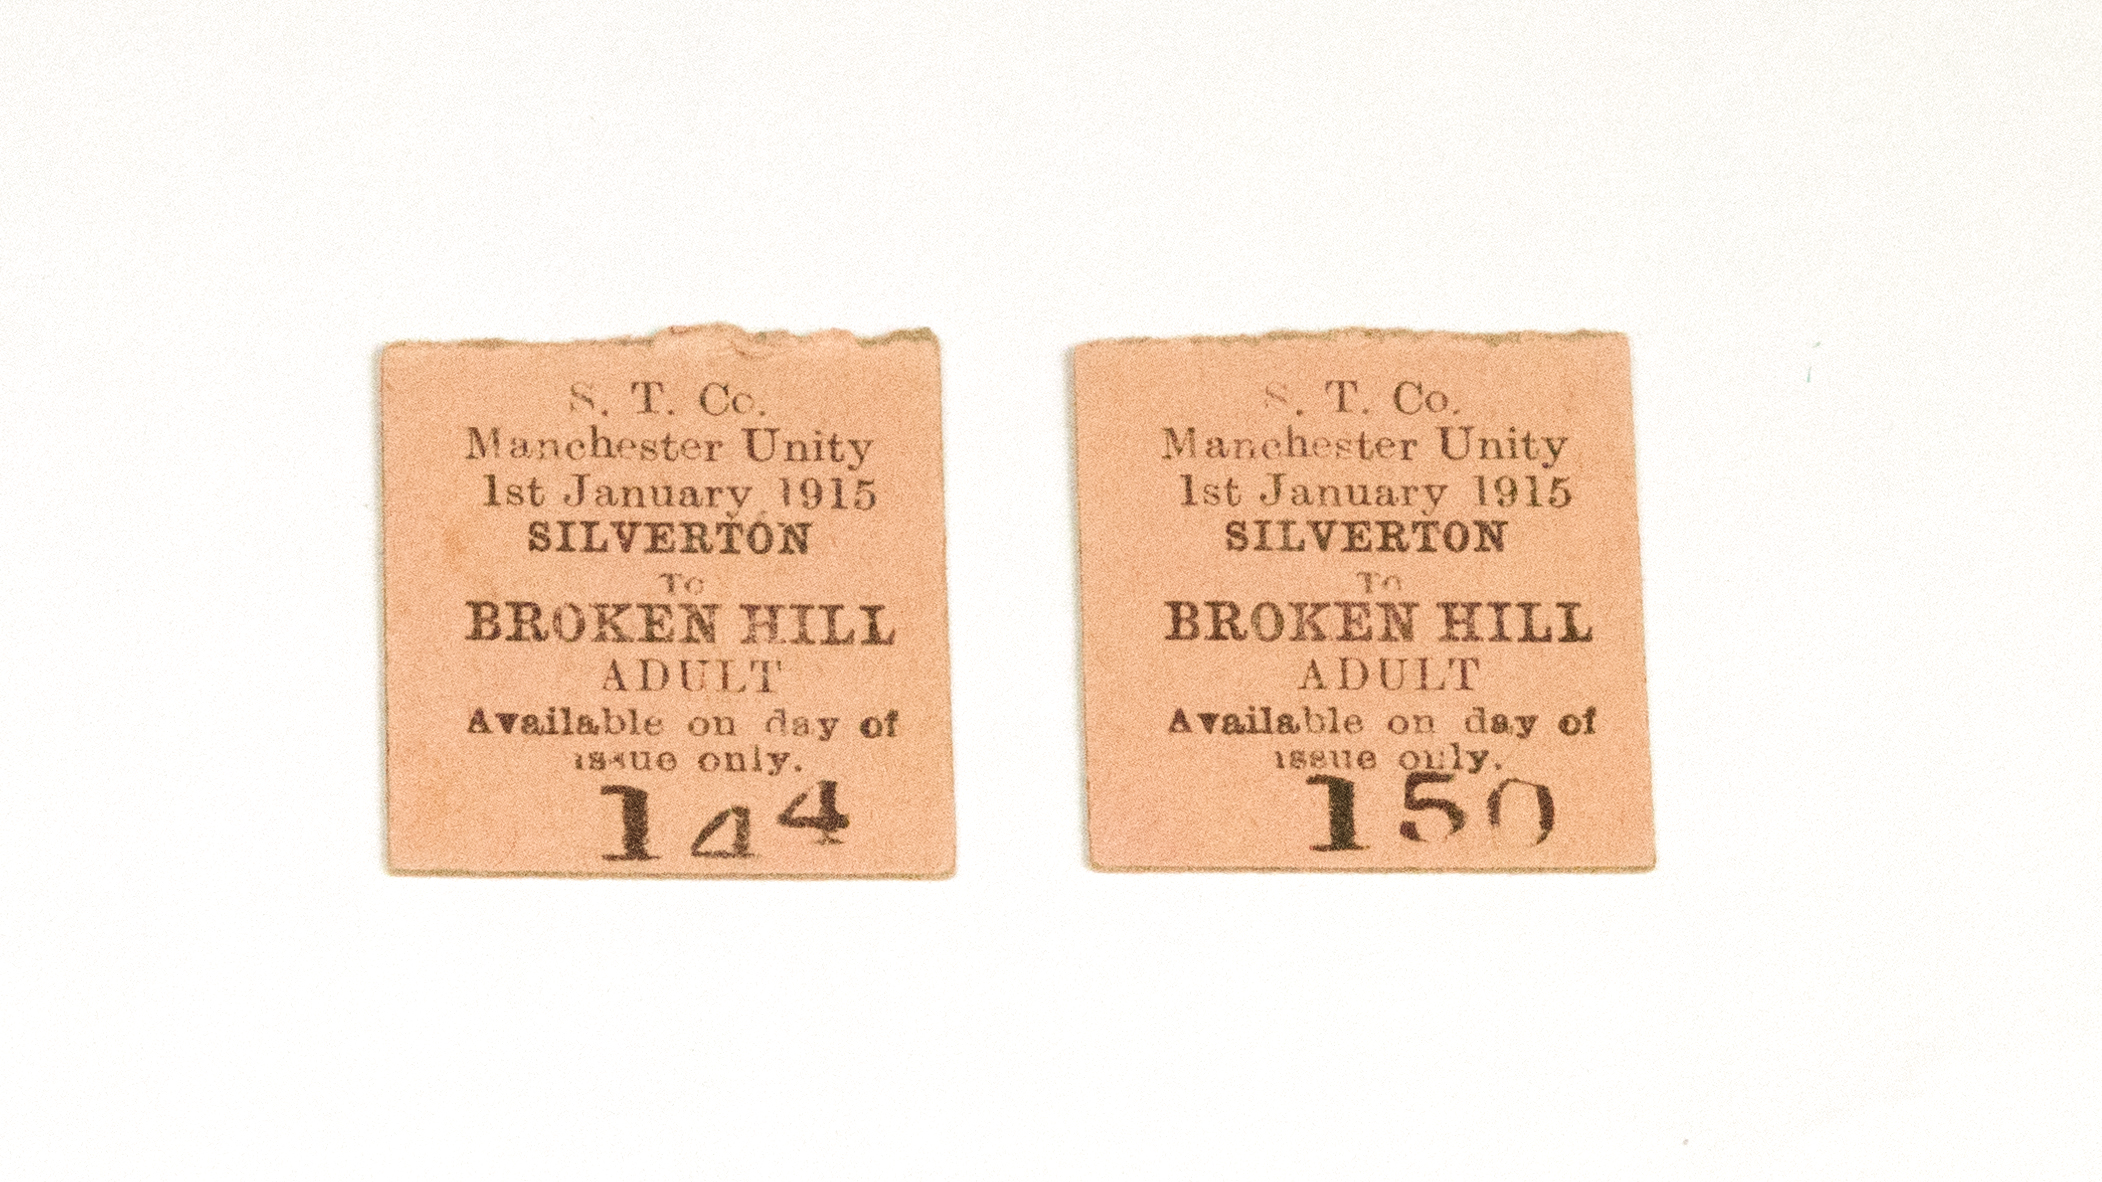 S. T. Co.
Manchester Unity
1st January 1915
SILVERTON
To
BROKEN HILL
ADULT
Available on day of
issue only.
144
S. T. Co.
Manchester Unity
1st January 1915
SILVERTON
To
BROKEN HILL
ADULT
Available on day of
issue only.
150